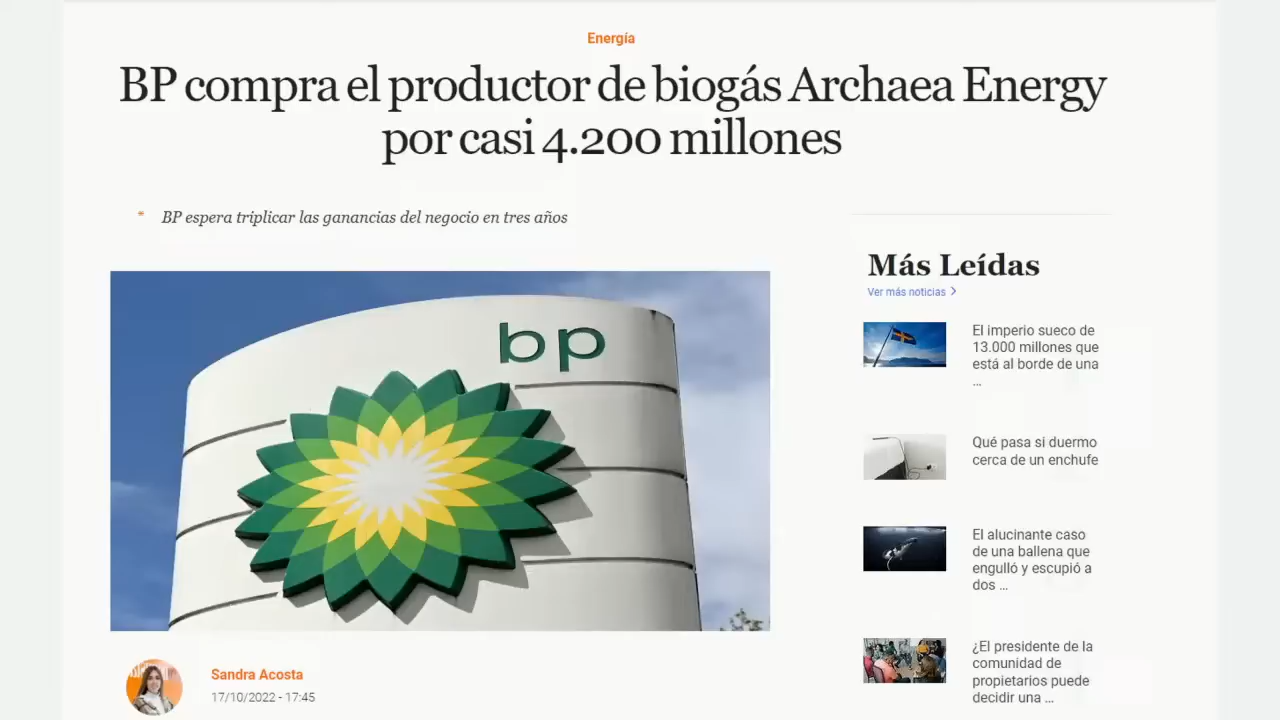 Energía
BP compra el productor de biogás Archaea Energy
por casi 4.200 millones
BP espera triplicar las ganancias del negocio en tres años
bp
Sandra Acosta
17/10/2022 - 17:45
Más Leídas
Ver más noticias
El imperio sueco de
13.000 millones que
está al borde de una
...
Qué pasa si duermo
cerca de un enchufe
El alucinante caso
de una ballena que
engulló y escupió a
dos ...
¿El presidente de la
comunidad de
propietarios puede
decidir una ...